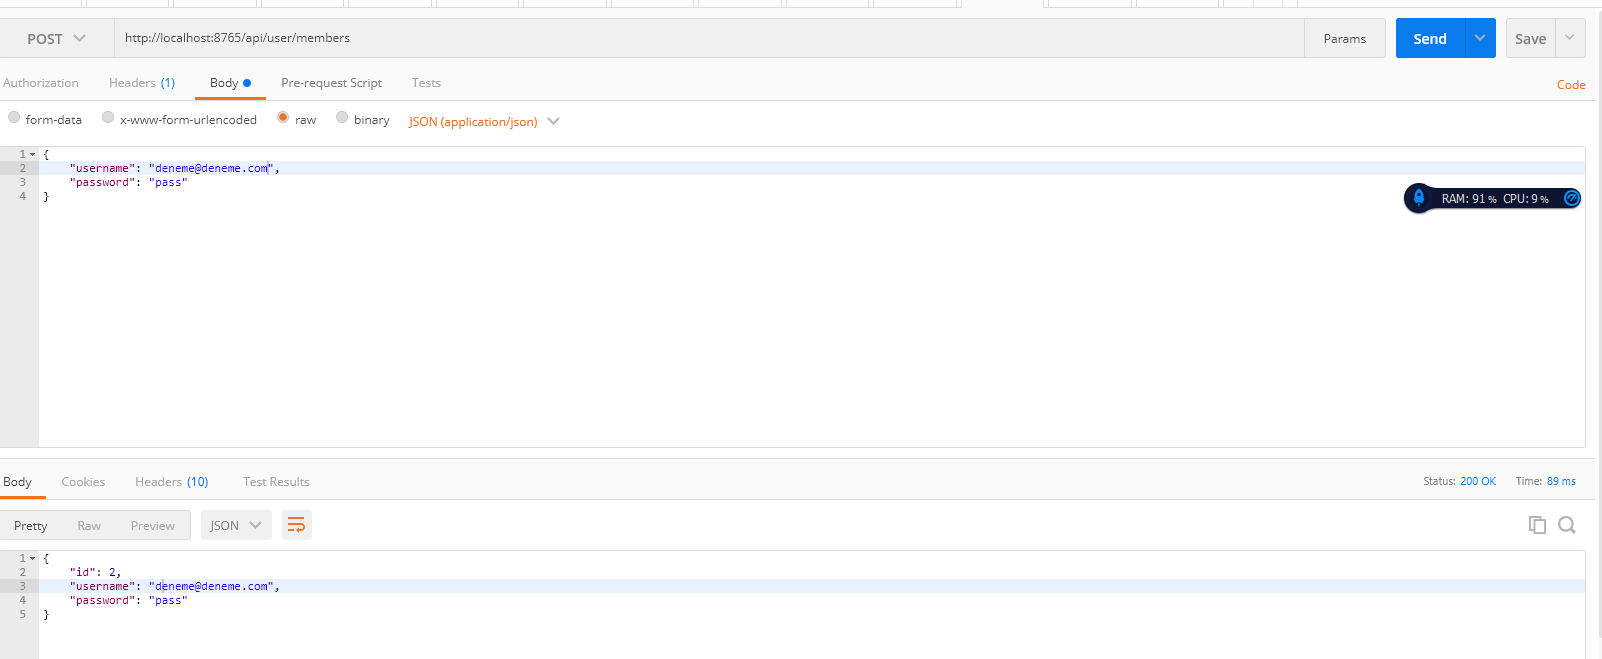 POST http://localhost:8765/api/user/members Params Send Save
Authorization Headers (1) Body Pre-request Script Tests Code
form-data x-www-form-urlencoded raw binary JSON (application/json)
1 {
2 "username": "deneme@deneme.com",
3 "password": "pass"
4 }
RAM: 91 % CPU: 9 %
Body Cookies Headers (10) Test Results Status: 200 OK Time: 89 ms
Pretty Raw Preview JSON
1 {
2 "id": 2,
3 "username": "deneme@deneme.com",
4 "password": "pass"
5 }